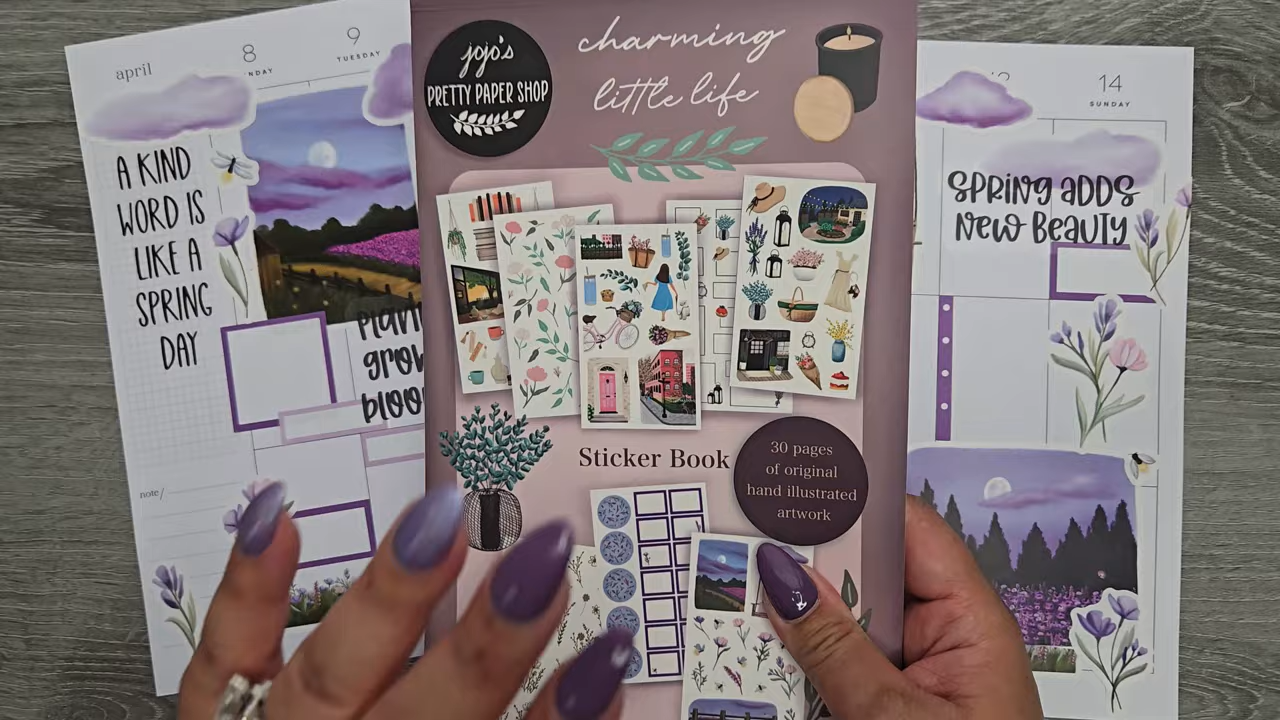 april
8
9
TUESDAY
A KIND
WORD IS
LIKE A
SPRING
DAY
note/
jojo's
PRETTY PAPER SHOP
charming
little life
Sticker Book
30 pages
of original
hand illustrated
artwork
14
SUNDAY
SPRING ADDS
NEW BEAUTY